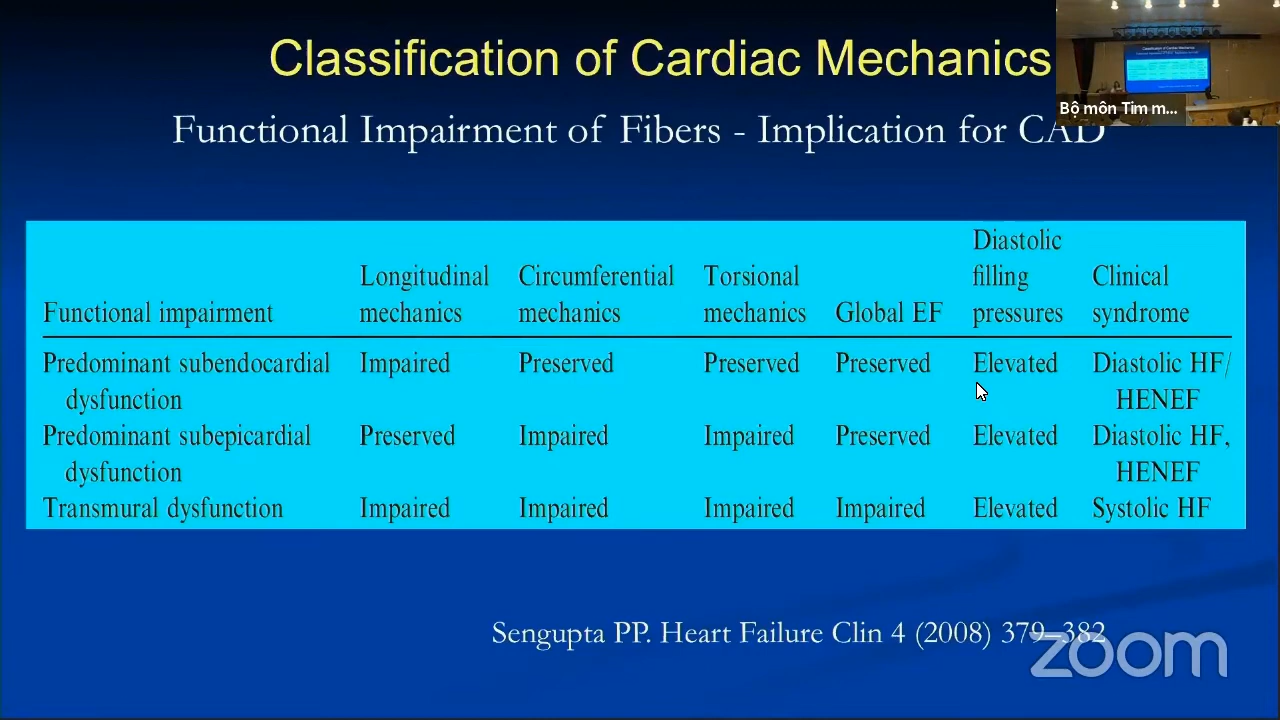 Classification of Cardiac Mechanics
Bộ môn Tim m...
Functional Impairment of Fibers - Implication for CAD
Functional impairment Longitudinal mechanics Circumferential mechanics Torsional mechanics Global EF Diastolic filling pressures Clinical syndrome
Predominant subendocardial dysfunction Impaired Preserved Preserved Preserved Elevated Diastolic HF/ HENEF
Predominant subepicardial dysfunction Preserved Impaired Impaired Preserved Elevated Diastolic HF, HENEF
Transmural dysfunction Impaired Impaired Impaired Impaired Elevated Systolic HF
Sengupta PP. Heart Failure Clin 4 (2008) 379–382
zoom